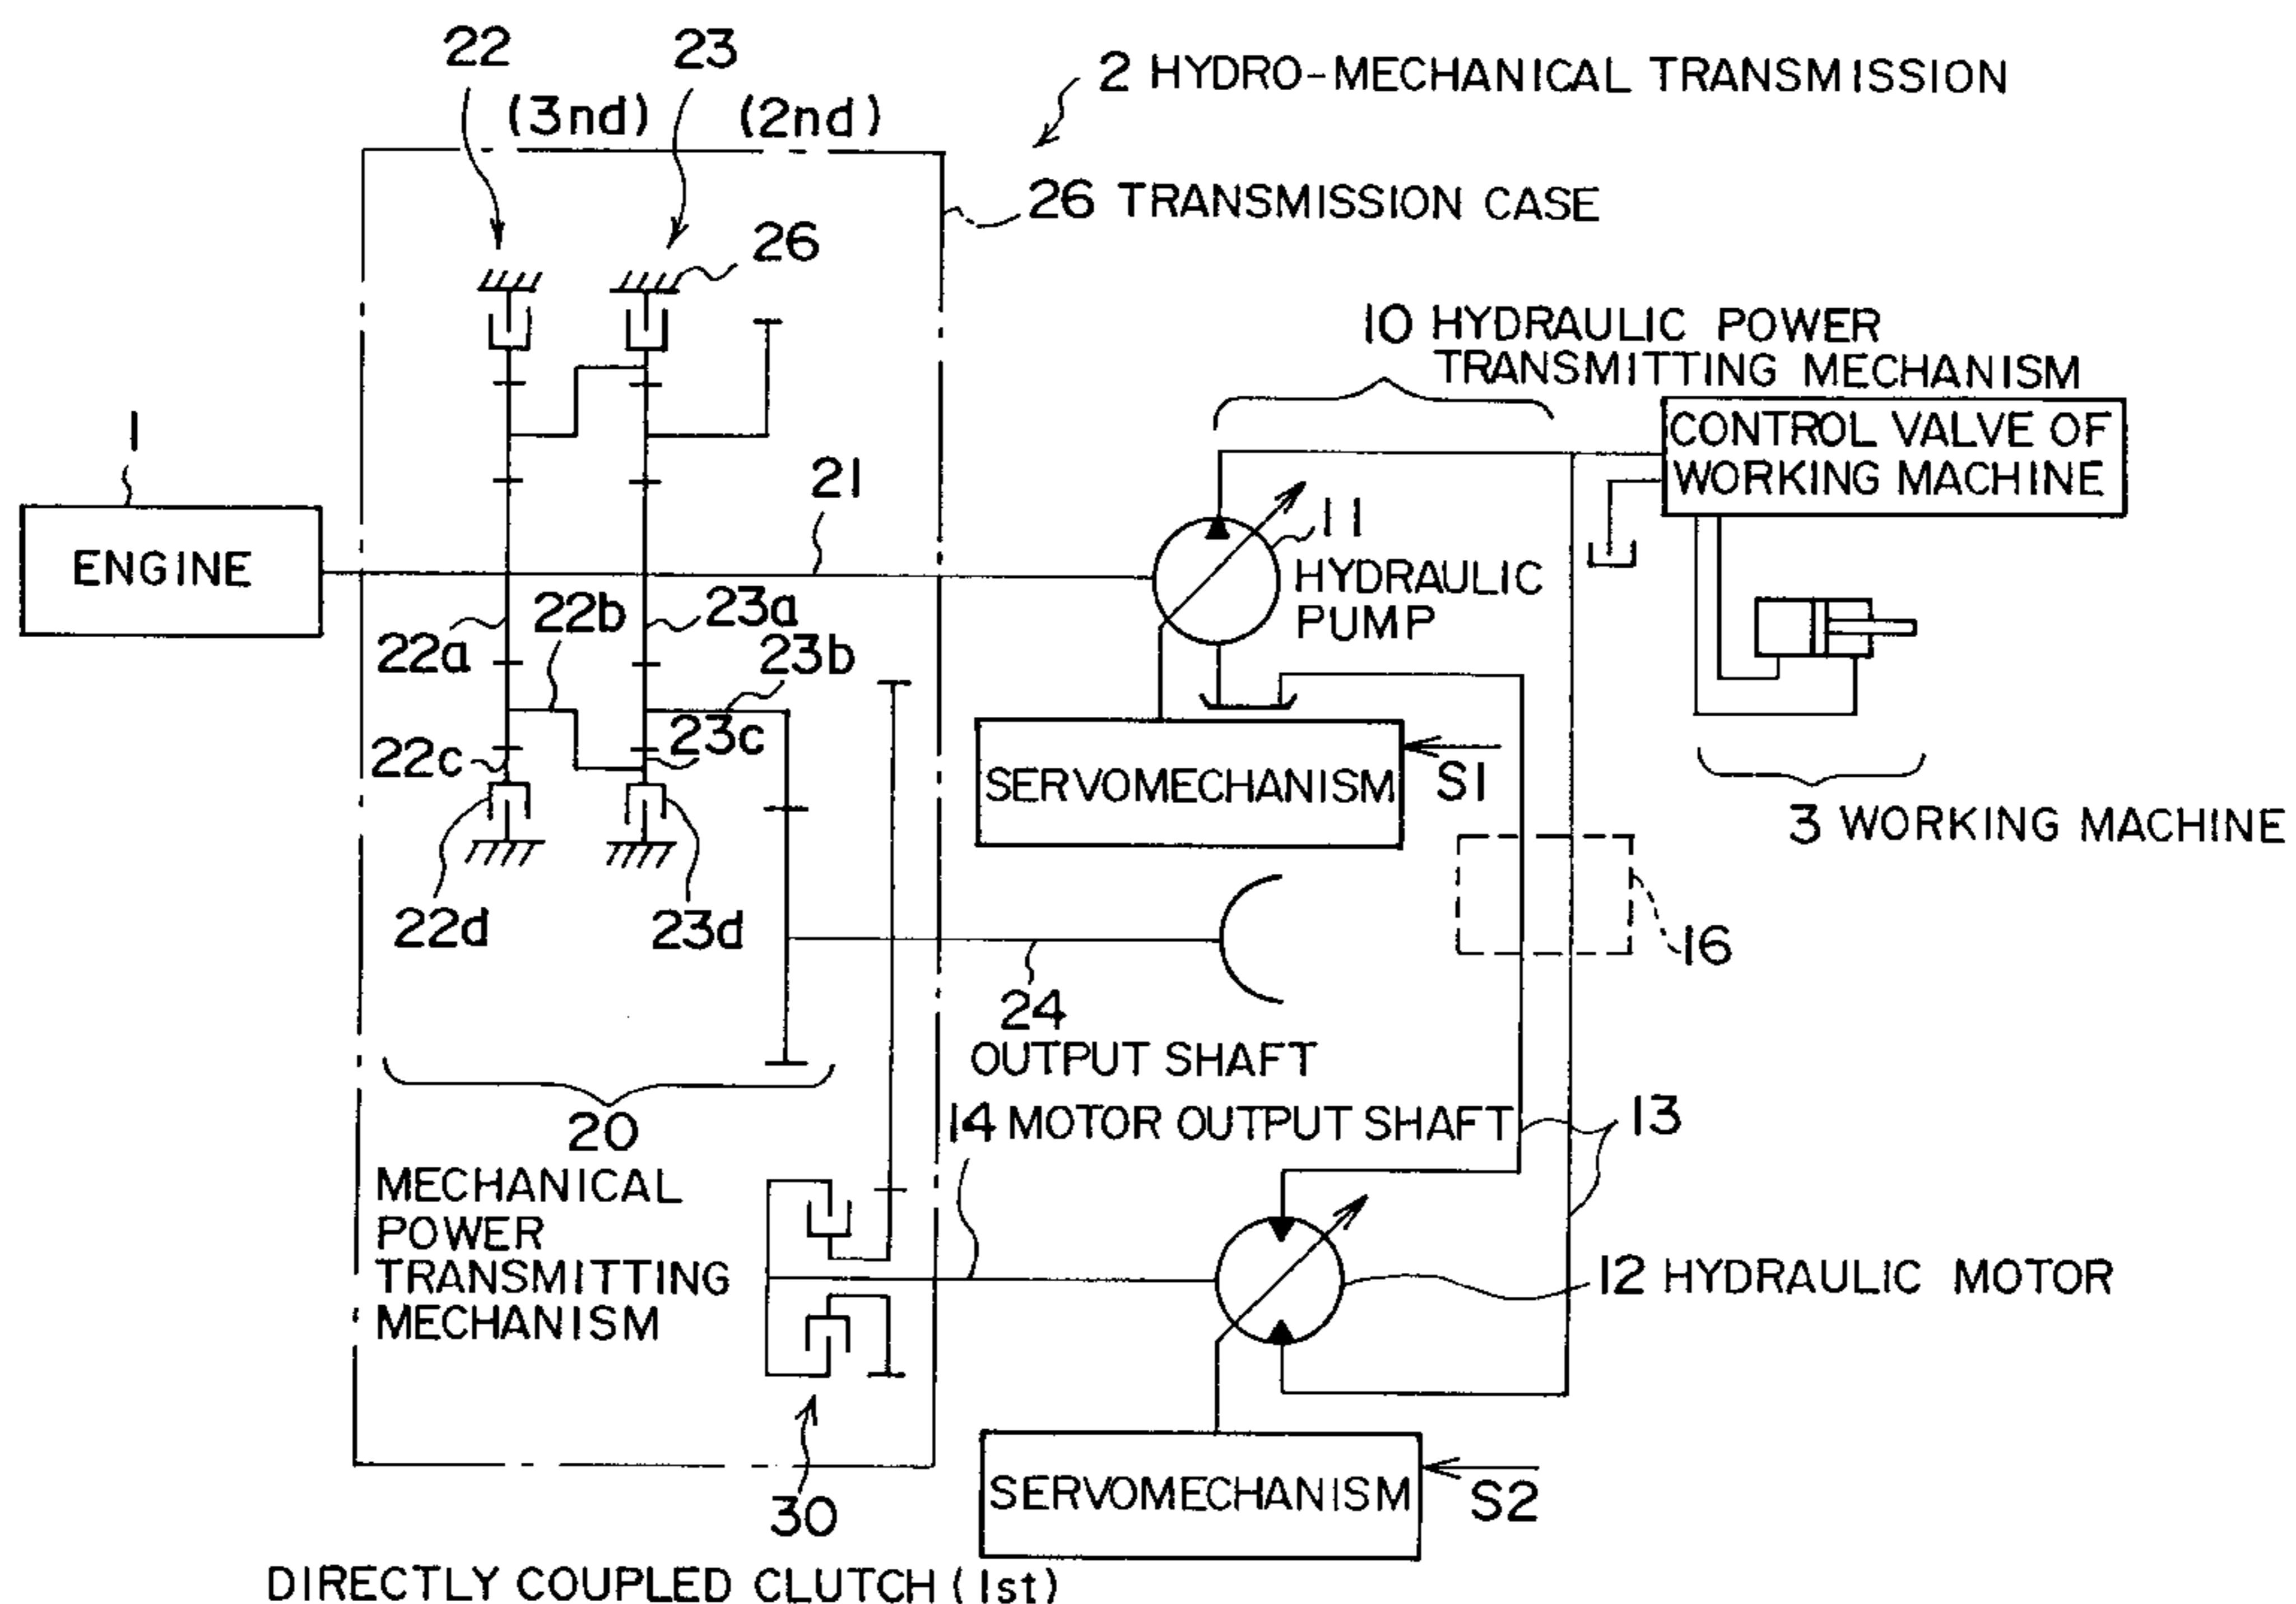 22
23
(3nd)
(2nd)
2 HYDRO-MECHANICAL TRANSMISSION
26 TRANSMISSION CASE
26
10 HYDRAULIC POWER
TRANSMITTING MECHANISM
CONTROL VALVE OF
WORKING MACHINE
1
ENGINE
21
11
HYDRAULIC
PUMP
22a
22b
23a
23b
22c
23c
22d
23d
SERVOMECHANISM
S1
3 WORKING MACHINE
16
24
OUTPUT SHAFT
20
MECHANICAL
POWER
TRANSMITTING
MECHANISM
14 MOTOR OUTPUT SHAFT
13
12 HYDRAULIC MOTOR
SERVOMECHANISM
S2
30
DIRECTLY COUPLED CLUTCH (1st)